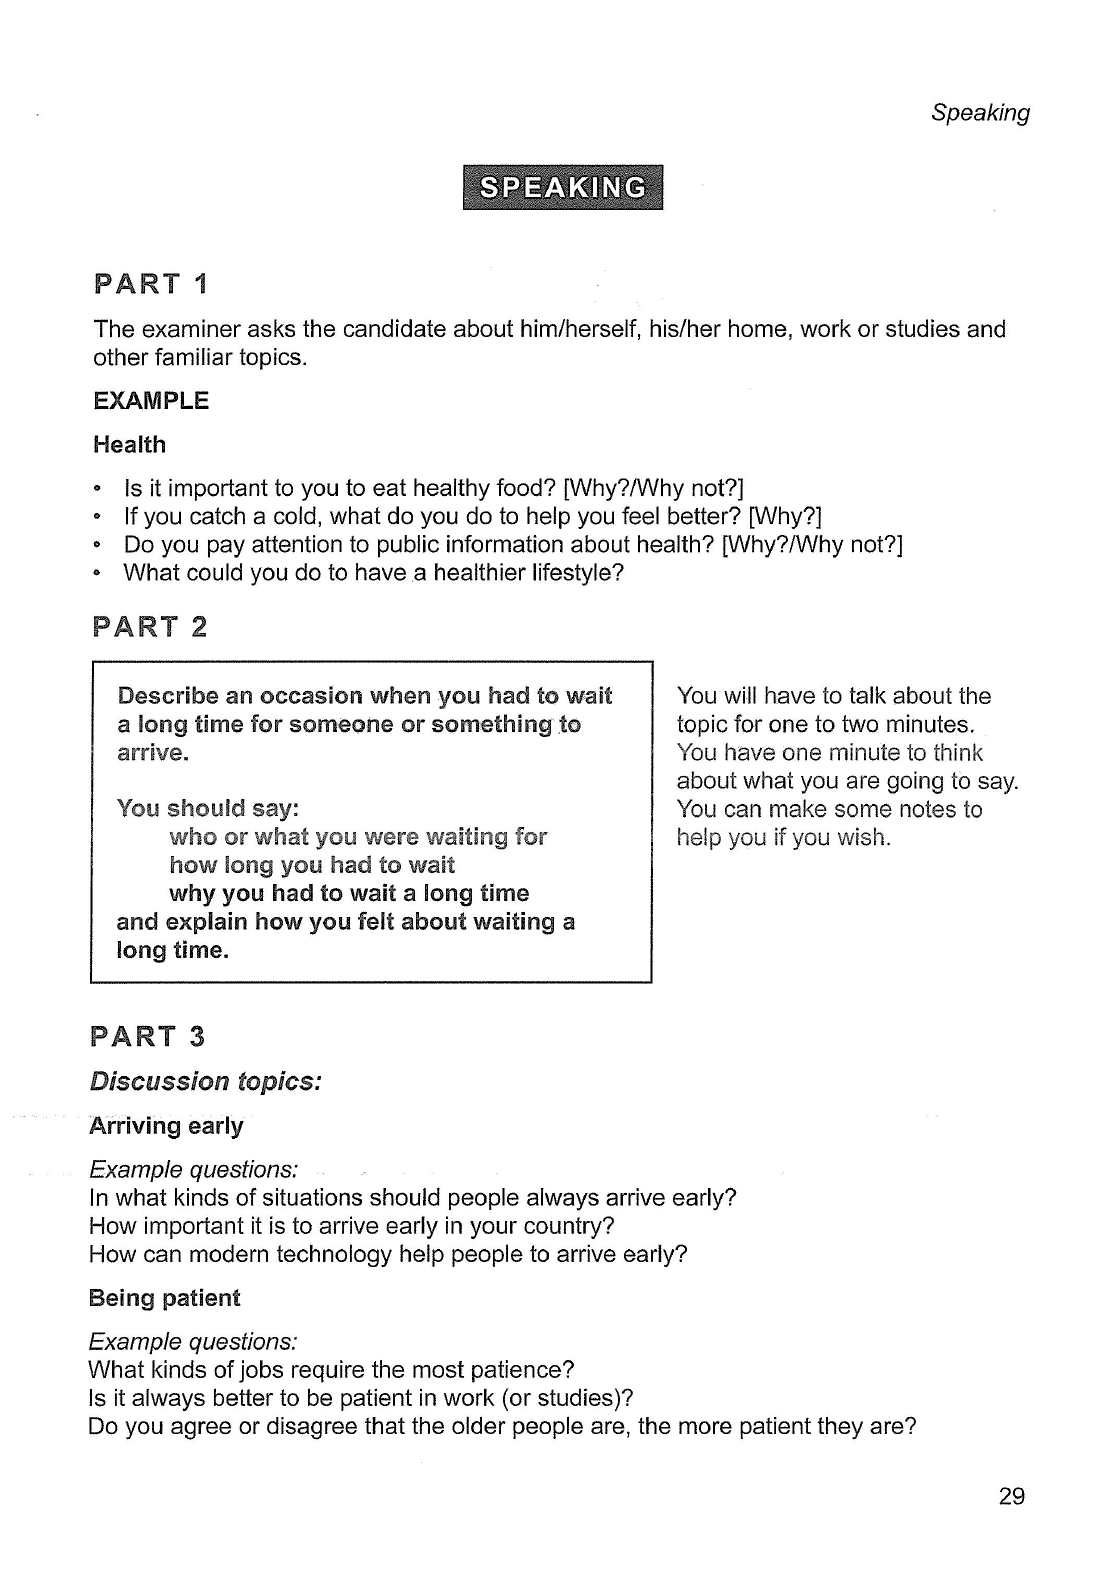 Speaking
SPEAKING
PART 1
The examiner asks the candidate about him/herself, his/her home, work or studies and
other familiar topics.
EXAMPLE
Health
• Is it important to you to eat healthy food? [Why?/Why not?]
• If you catch a cold, what do you do to help you feel better? [Why?]
• Do you pay attention to public information about health? [Why?/Why not?]
• What could you do to have a healthier lifestyle?
PART 2
Describe an occasion when you had to wait
a long time for someone or something to
arrive.
You should say:
who or what you were waiting for
how long you had to wait
why you had to wait a long time
and explain how you felt about waiting a
long time.
You will have to talk about the
topic for one to two minutes.
You have one minute to think
about what you are going to say.
You can make some notes to
help you if you wish.
PART 3
Discussion topics:
Arriving early
Example questions:
In what kinds of situations should people always arrive early?
How important it is to arrive early in your country?
How can modern technology help people to arrive early?
Being patient
Example questions:
What kinds of jobs require the most patience?
Is it always better to be patient in work (or studies)?
Do you agree or disagree that the older people are, the more patient they are?
29